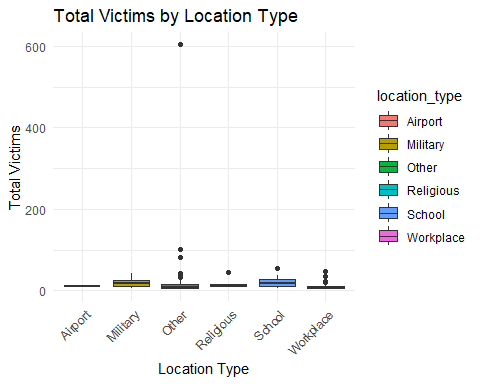 Total Victims by Location Type
Total Victims
600
400
200
0
Airport
Military
Other
Religious
School
Workplace
Location Type
location_type
Airport
Military
Other
Religious
School
Workplace